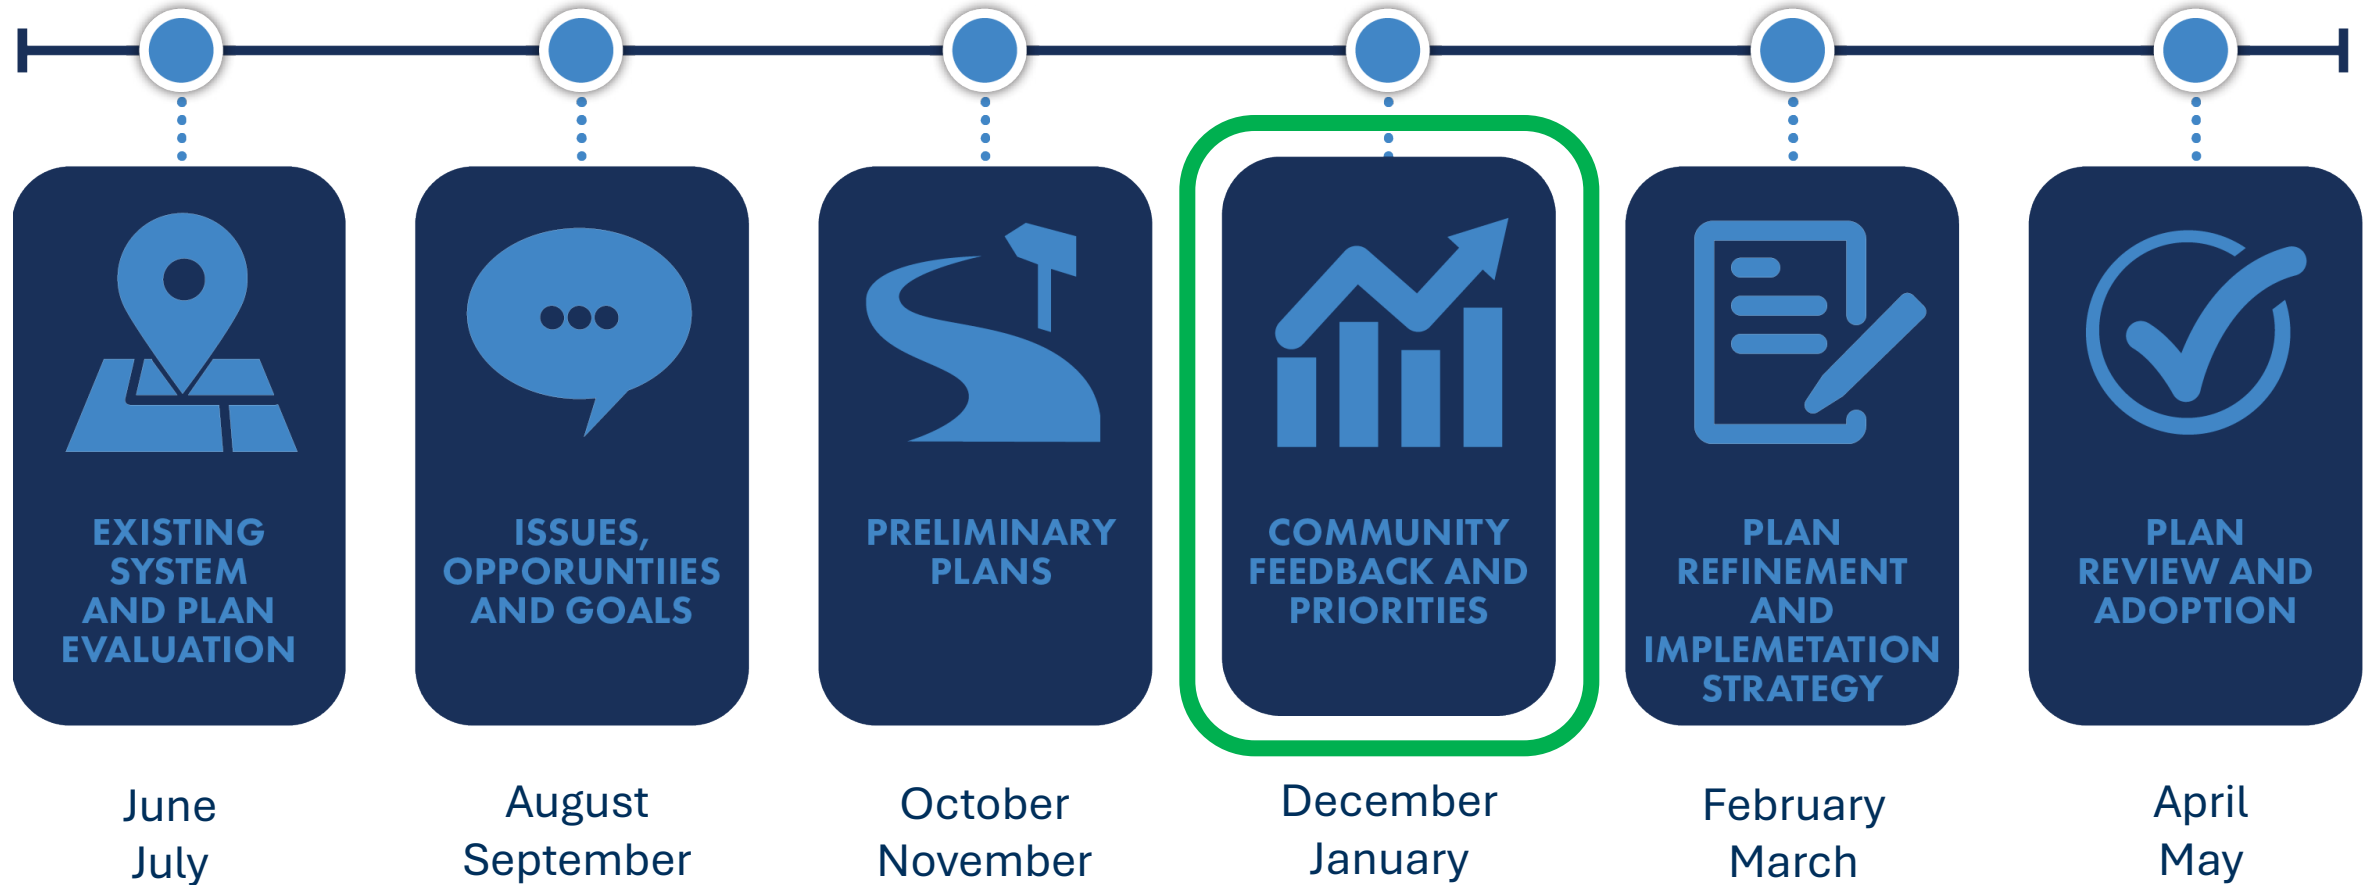 EXISTING
SYSTEM
AND PLAN
EVALUATION
ISSUES,
OPPORUNTIIES
AND GOALS
PRELIMINARY
PLANS
COMMUNITY
FEEDBACK AND
PRIORITIES
PLAN
REFINEMENT
AND
IMPLEMETATION
STRATEGY
PLAN
REVIEW AND
ADOPTION
June
July
August
September
October
November
December
January
February
March
April
May